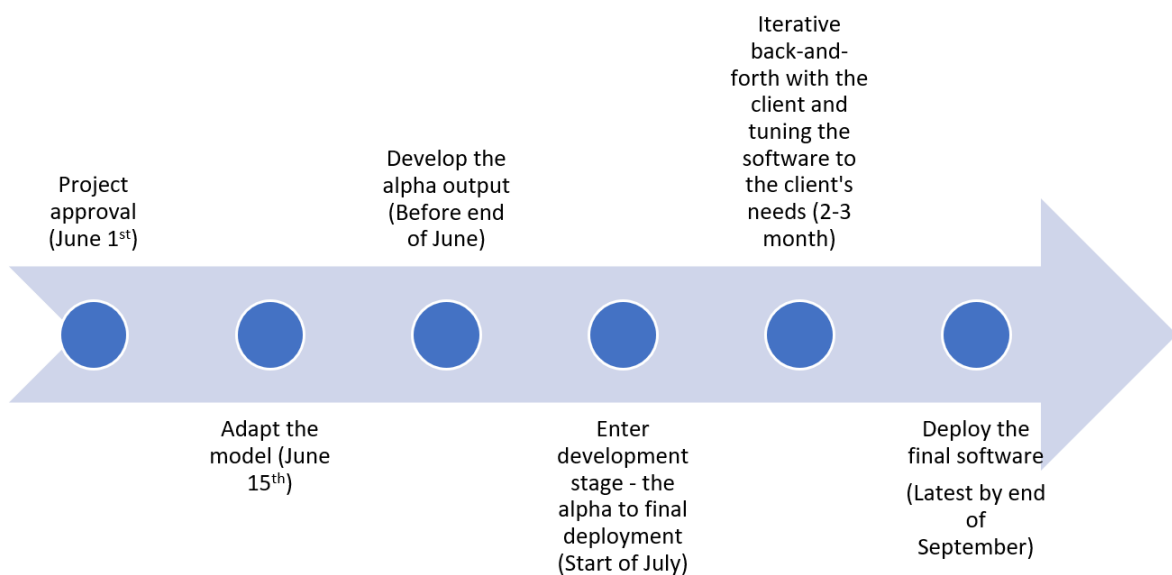 Project
approval
(June 1st)
Adapt the
model (June
15th)
Develop the
alpha output
(Before end
of June)
Enter
development
stage - the
alpha to final
deployment
(Start of July)
Iterative
back-and-
forth with the
client and
tuning the
software to
the client's
needs (2-3
month)
Deploy the
final software
(Latest by end
of
September)